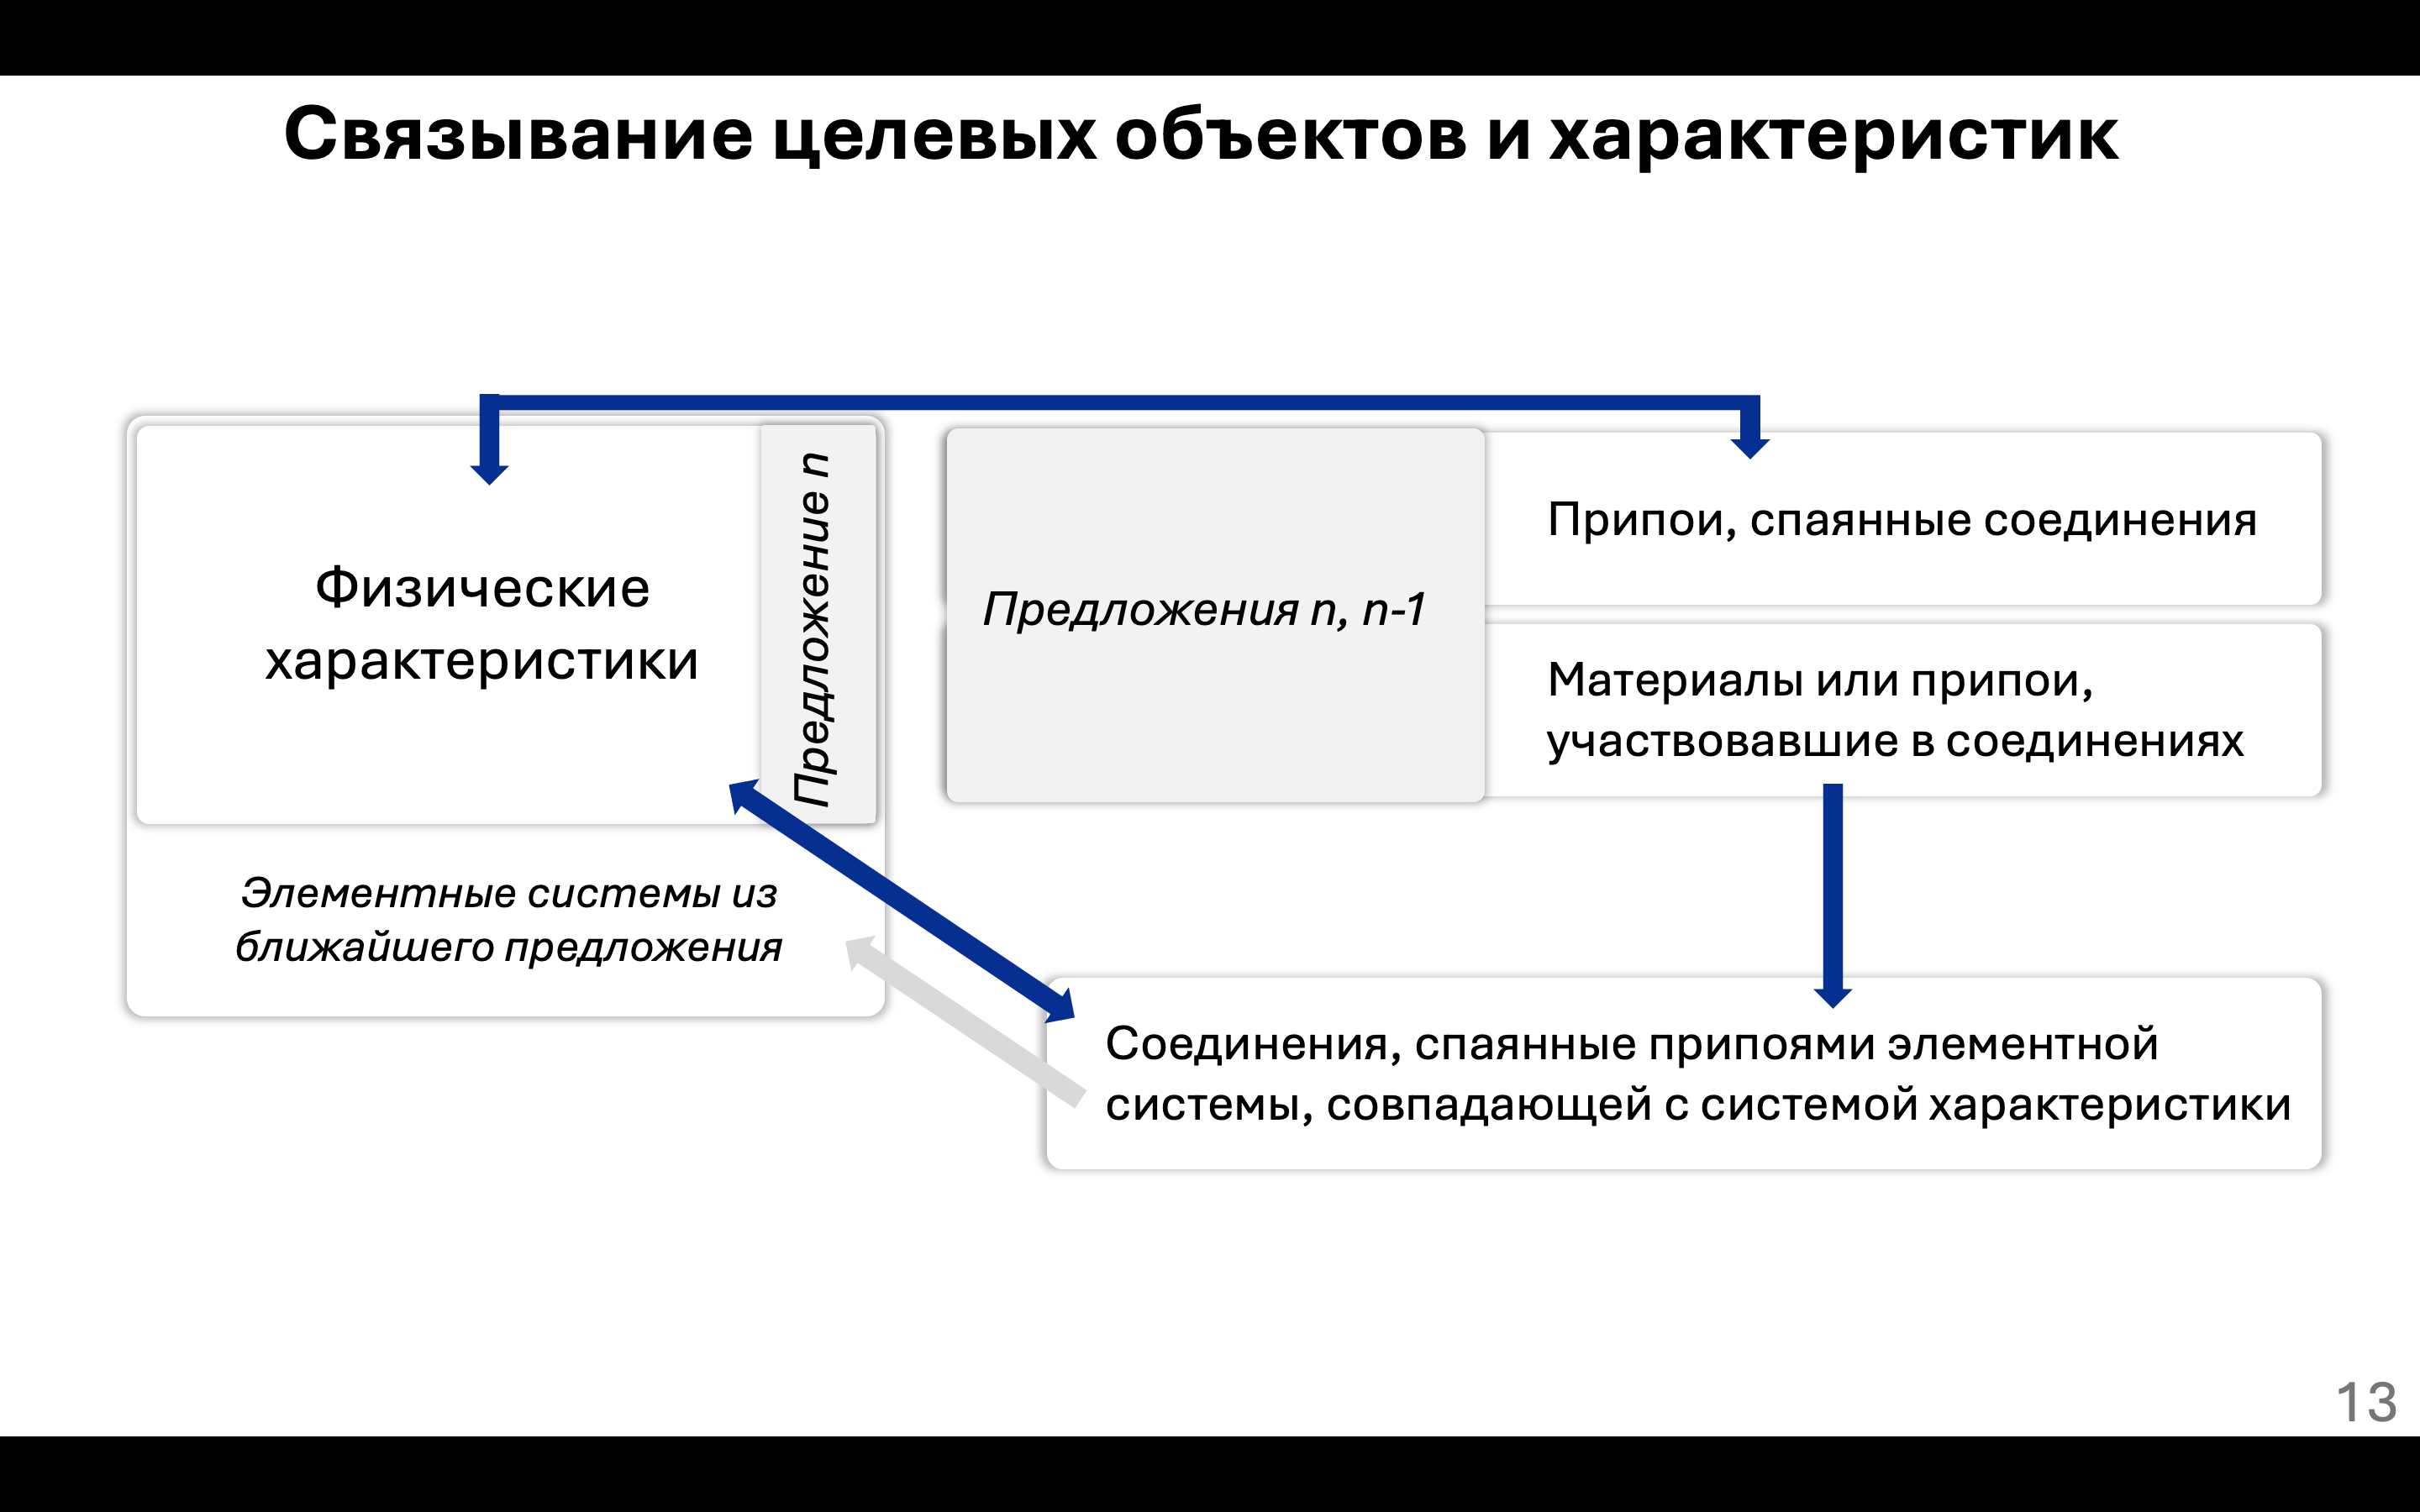 Связывание целевых объектов и характеристик
Физические
характеристики
Предложение n
Элементные системы из
ближайшего предложения
Предложения n, n-1
Припои, спаянные соединения
Материалы или припои,
участвовавшие в соединениях
Соединения, спаянные припоями элементной
системы, совпадающей с системой характеристики
13